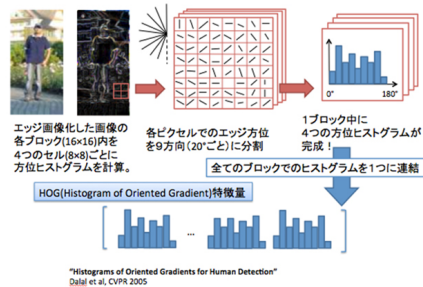 エッジ画像化した画像の
各ブロック(16×16)内を
4つのセル(8×8)ごとに
方位ヒストグラムを計算。
各ピクセルでのエッジ方位
を9方向(20°ごと)に分割
0°
180°
1ブロック中に
4つの方位ヒストグラムが
完成!
全てのブロックでのヒストグラムを1つに連結
HOG(Histogram of Oriented Gradient)特徴量
...
"Histograms of Oriented Gradients for Human Detection"
Dalal et al, CVPR 2005